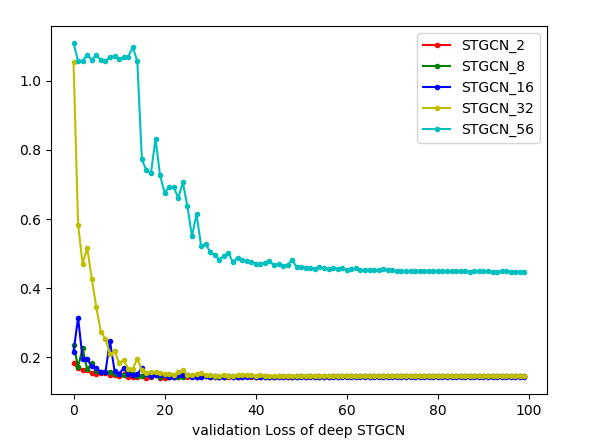 STGCN_2
STGCN_8
STGCN_16
STGCN_32
STGCN_56
1.0
0.8
0.6
0.4
0.2
0 20 40 60 80 100
validation Loss of deep STGCN